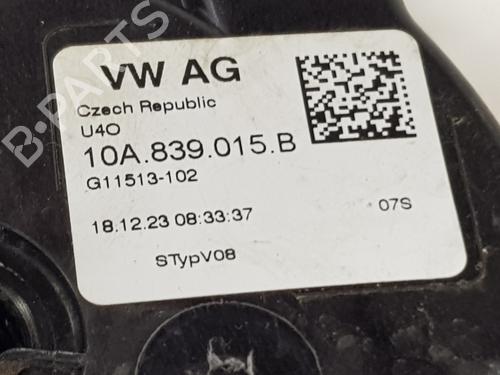 VW AG
Czech Republic
U4O
10A.839.015.B
G11513-102
18.12.23 08:33:37
07S
STypV08
B-PARTS